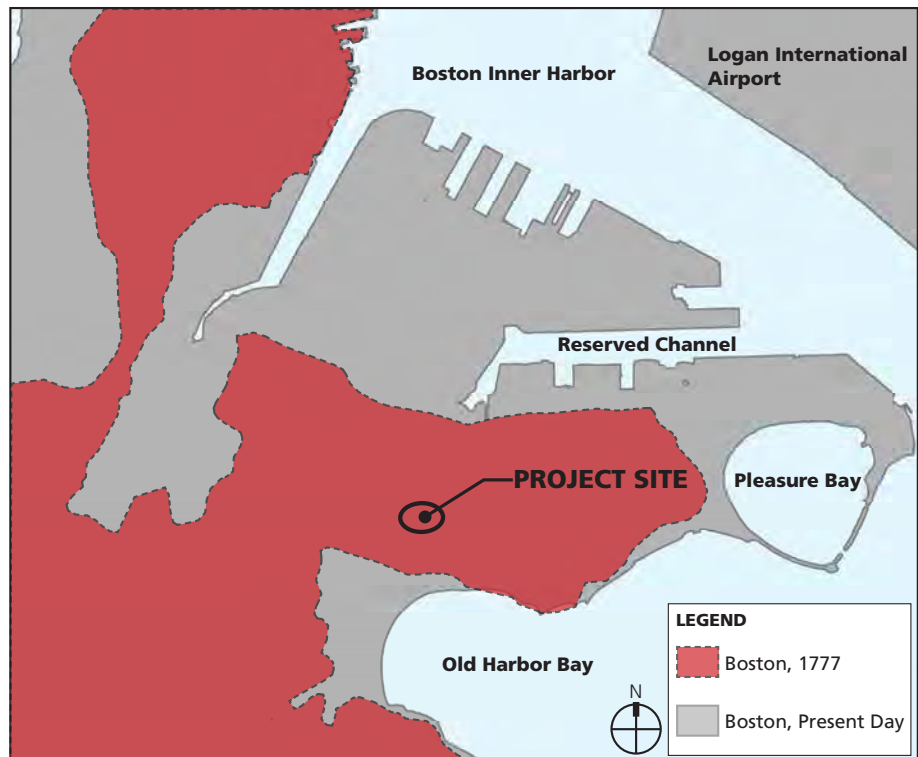 Boston Inner Harbor
Logan International
Airport
Reserved Channel
PROJECT SITE
Pleasure Bay
Old Harbor Bay
N
LEGEND
Boston, 1777
Boston, Present Day